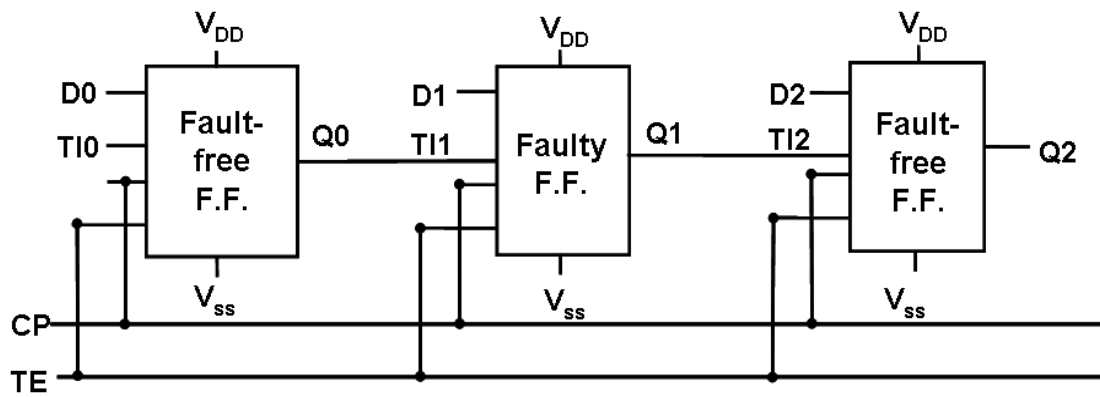 VDD
VDD
VDD
D0
TI0
Fault-
free
F.F.
Q0
D1
TI1
Faulty
F.F.
Q1
D2
TI2
Fault-
free
F.F.
Q2
Vss
Vss
Vss
CP
TE